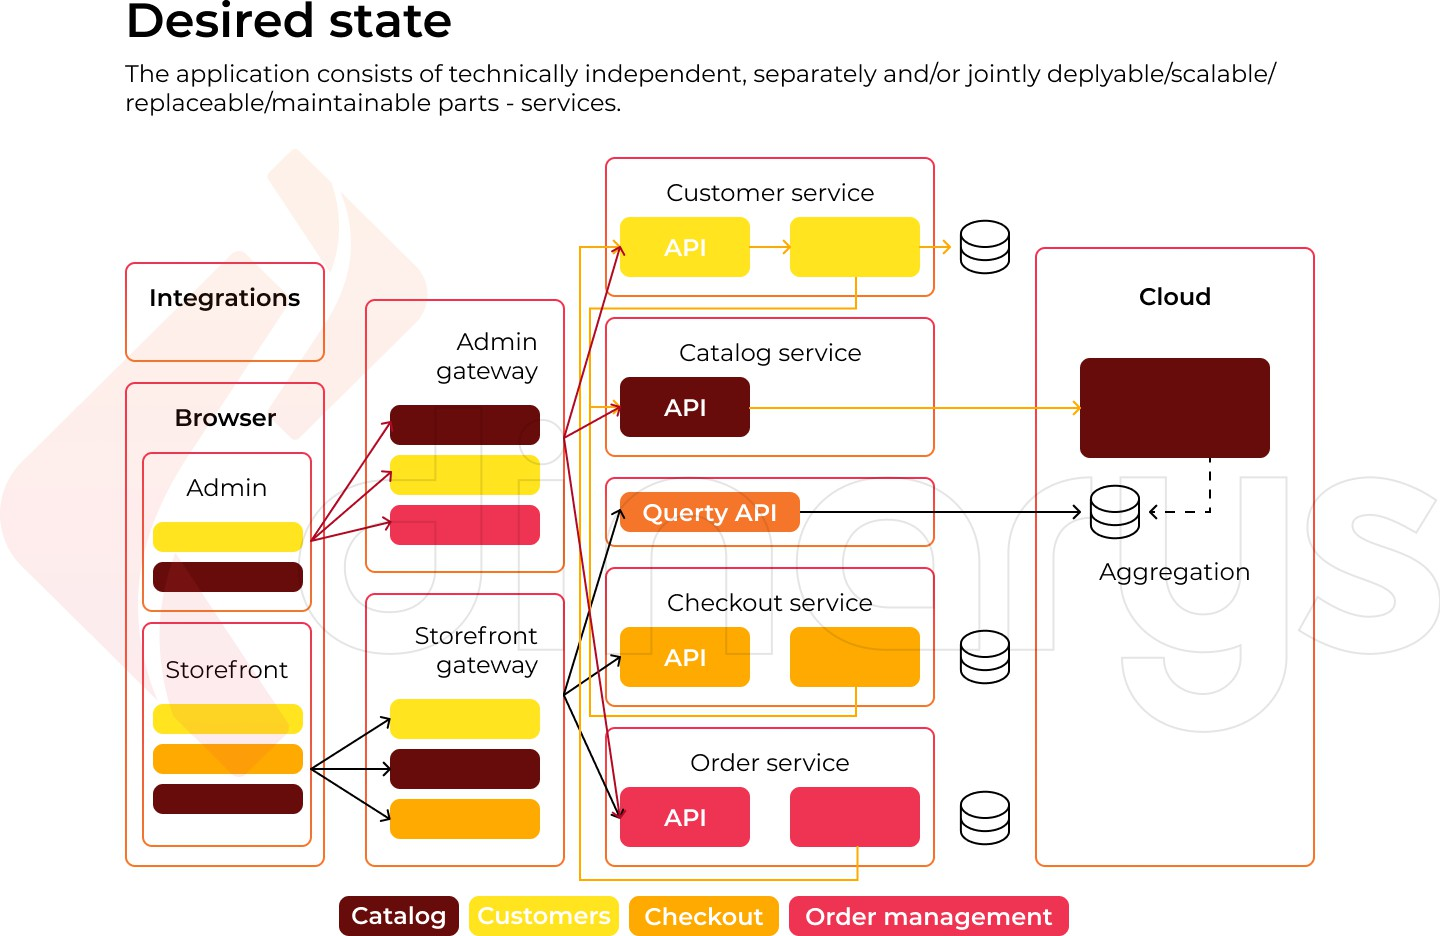 Desired state
The application consists of technically independent, separately and/or jointly deplyable/scalable/
replaceable/maintainable parts - services.
Integrations
Browser
Admin
Storefront
Admin
gateway
Storefront
gateway
Customer service
API
Catalog service
API
Querty API
Checkout service
API
Order service
API
Cloud
Aggregation
Catalog
Customers
Checkout
Order management
dinarys